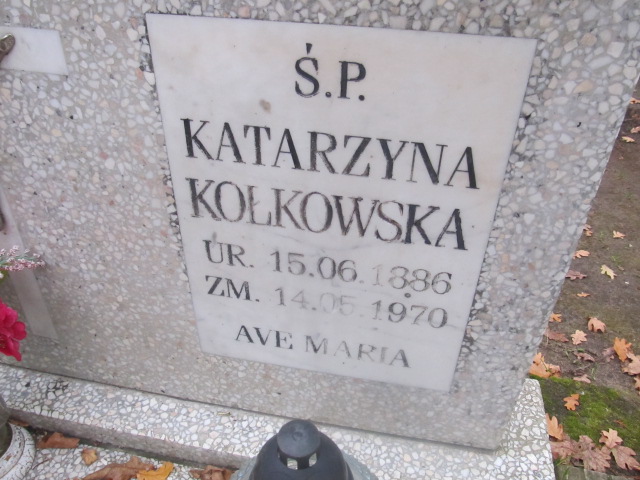 Ś.P.
KATARZYNA
KOŁKOWSKA
UR. 15.06.1886
ZM. 14.05.1970
AVE MARIA